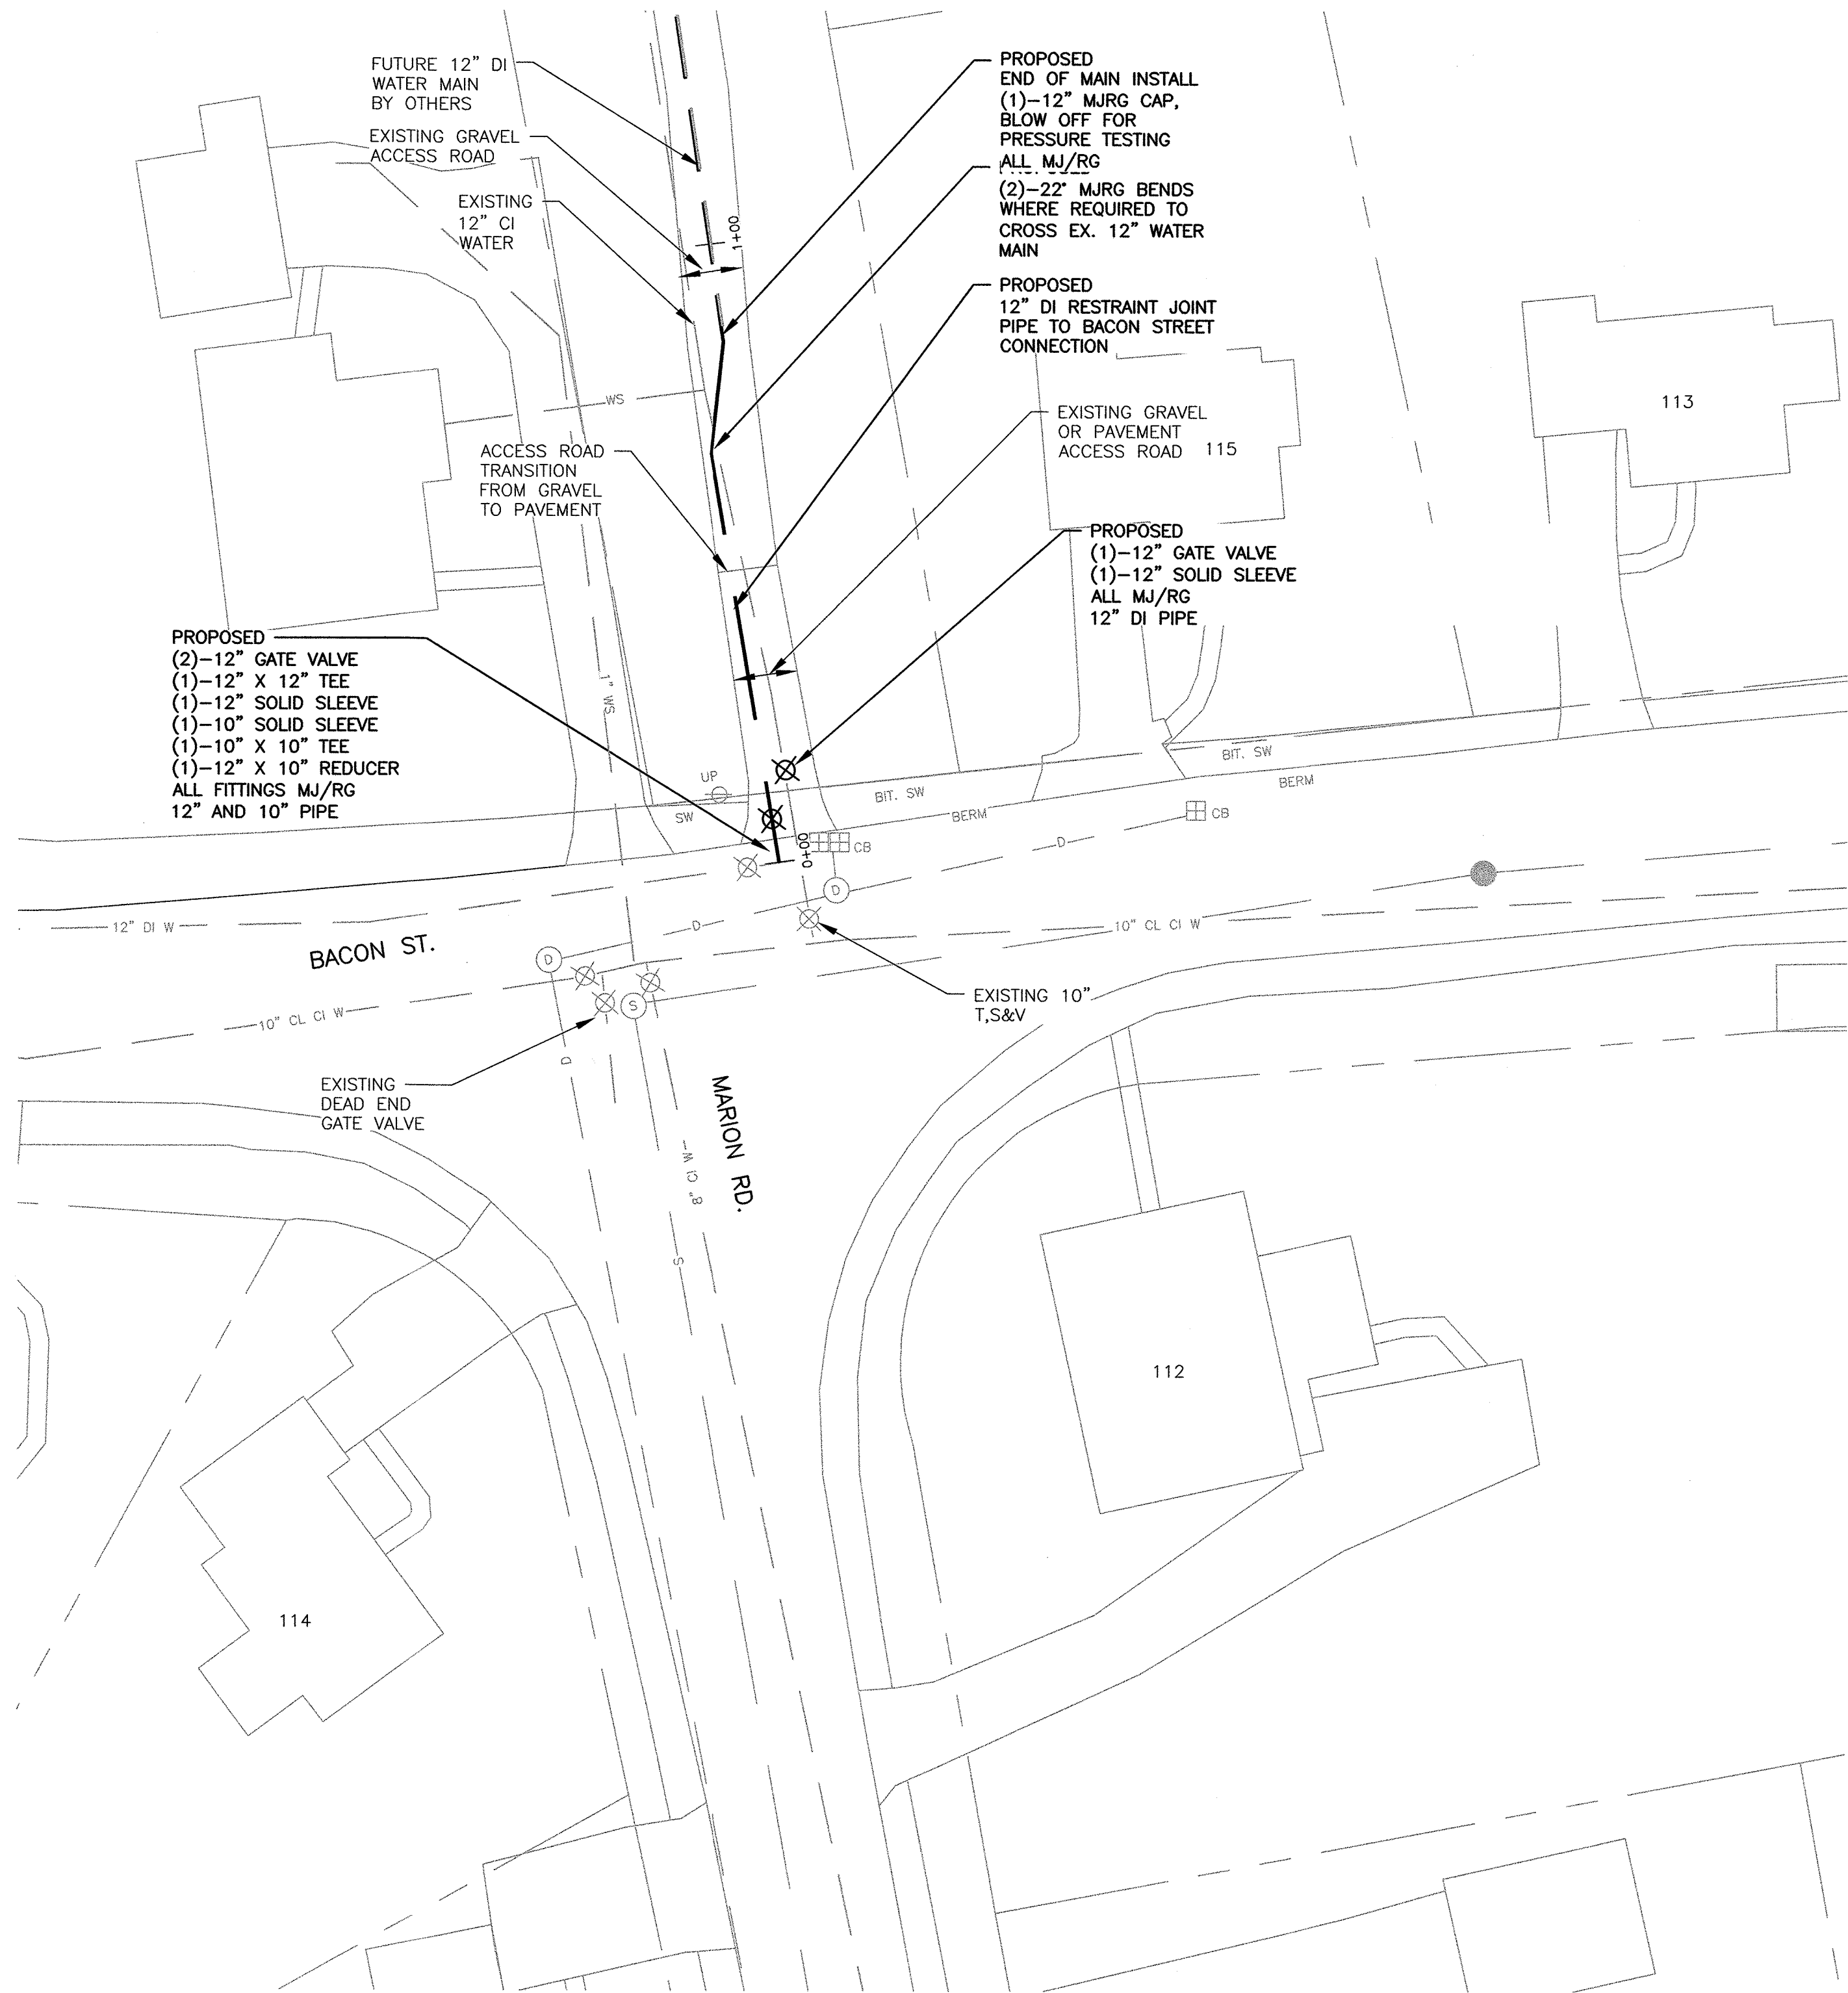 FUTURE 12" DI
WATER MAIN
BY OTHERS
EXISTING GRAVEL
ACCESS ROAD
EXISTING
12" CI
WATER
1+00
PROPOSED
END OF MAIN INSTALL
(1)-12" MJRG CAP,
BLOW OFF FOR
PRESSURE TESTING
ALL MJ/RG
(2)-22° MJRG BENDS
WHERE REQUIRED TO
CROSS EX. 12" WATER
MAIN
PROPOSED
12" DI RESTRAINT JOINT
PIPE TO BACON STREET
CONNECTION
WS
EXISTING GRAVEL
OR PAVEMENT
ACCESS ROAD
115
113
ACCESS ROAD
TRANSITION
FROM GRAVEL
TO PAVEMENT
PROPOSED
(1)-12" GATE VALVE
(1)-12" SOLID SLEEVE
ALL MJ/RG
12" DI PIPE
PROPOSED
(2)-12" GATE VALVE
(1)-12" X 12" TEE
(1)-12" SOLID SLEEVE
(1)-10" SOLID SLEEVE
(1)-10" X 10" TEE
(1)-12" X 10" REDUCER
ALL FITTINGS MJ/RG
12" AND 10" PIPE
1" WS
UP
SW
BIT. SW
BIT. SW
BERM
BERM
CB
CB
0+00
D
D
D
D
12" DI W
10" CL CI W
BACON ST.
10" CL CI W
S
EXISTING 10"
T,S&V
EXISTING
DEAD END
GATE VALVE
D
MARION RD.
8" CI W
S
112
114